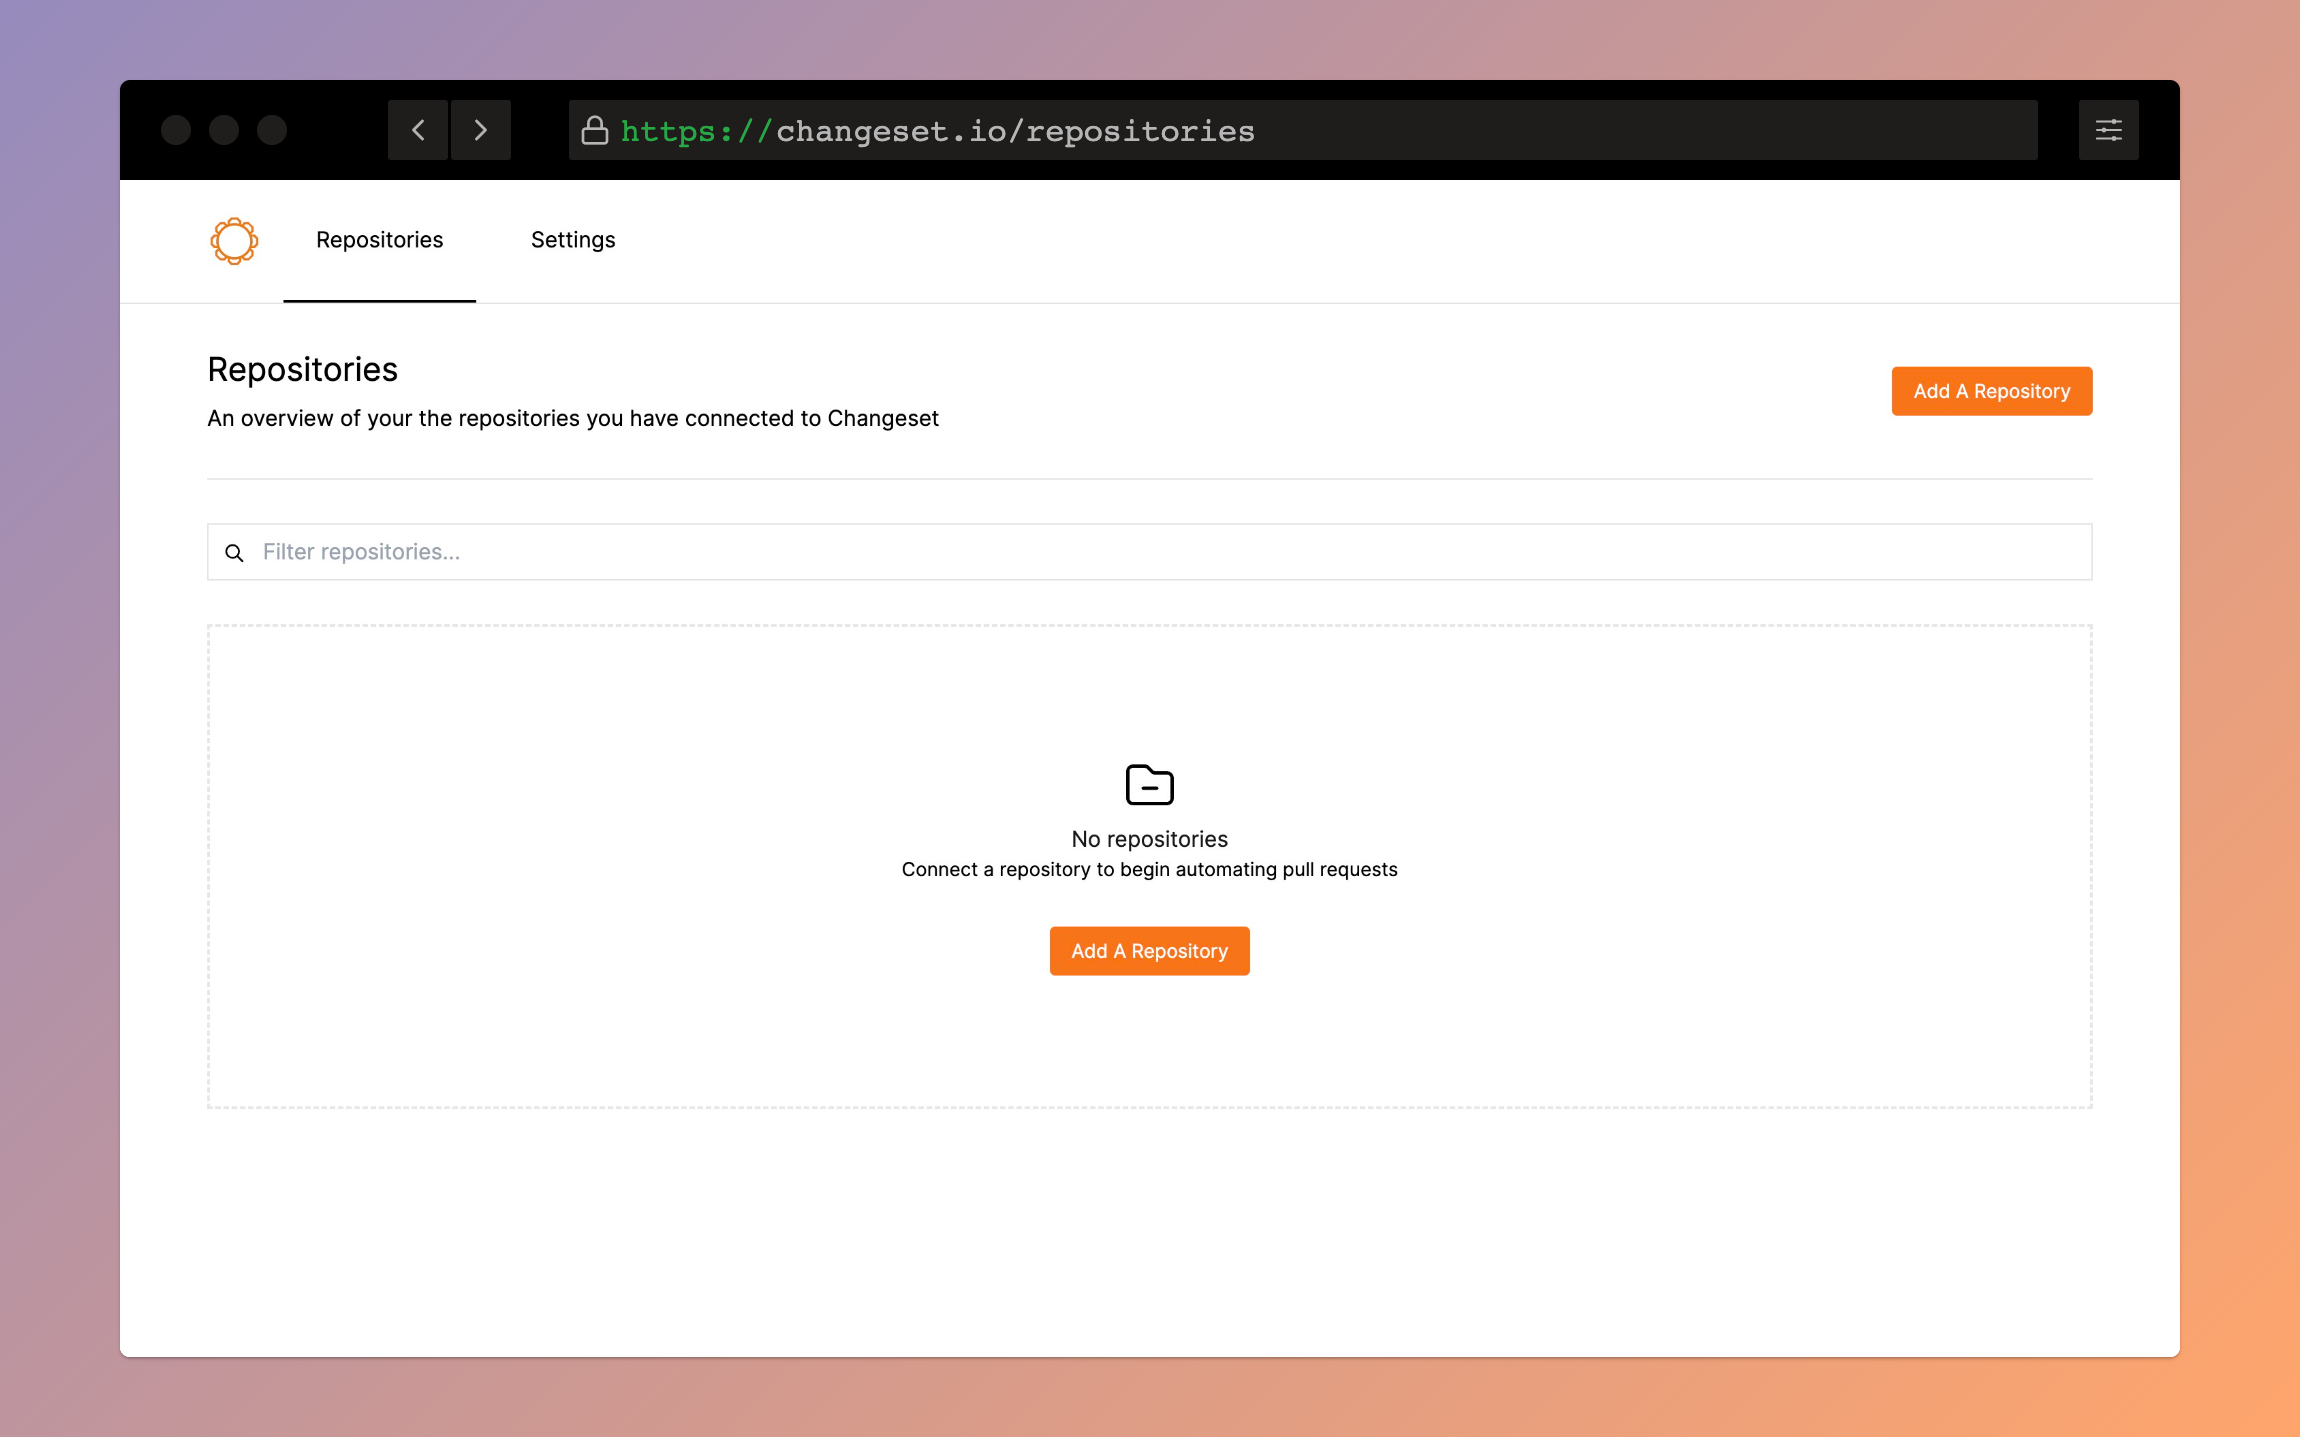 https://changeset.io/repositories
Repositories
Settings
Repositories
An overview of your the repositories you have connected to Changeset
Add A Repository
Filter repositories...
No repositories
Connect a repository to begin automating pull requests
Add A Repository